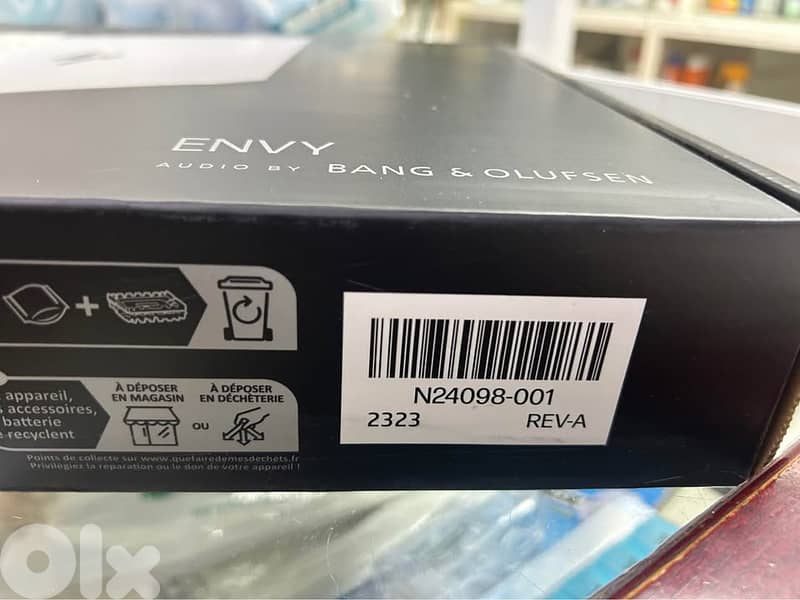 ENVY
AUDIO BY BANG & OLUFSEN
appareil,
accessoires,
batterie
recyclent
À DÉPOSER
EN MAGASIN
OU
À DÉPOSER
EN DÉCHÈTERIE
Points de collecte sur www.quefairedemesdechets.fr
Privilégiez la réparation ou le don de votre appareil !
N24098-001
2323 REV-A
OLX